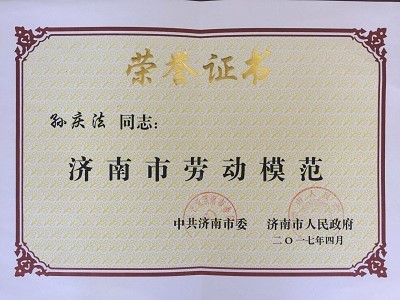 荣誉证书
孙庆法 同志：
济南市劳动模范
中共济南市委 济南市人民政府
二〇一七年四月